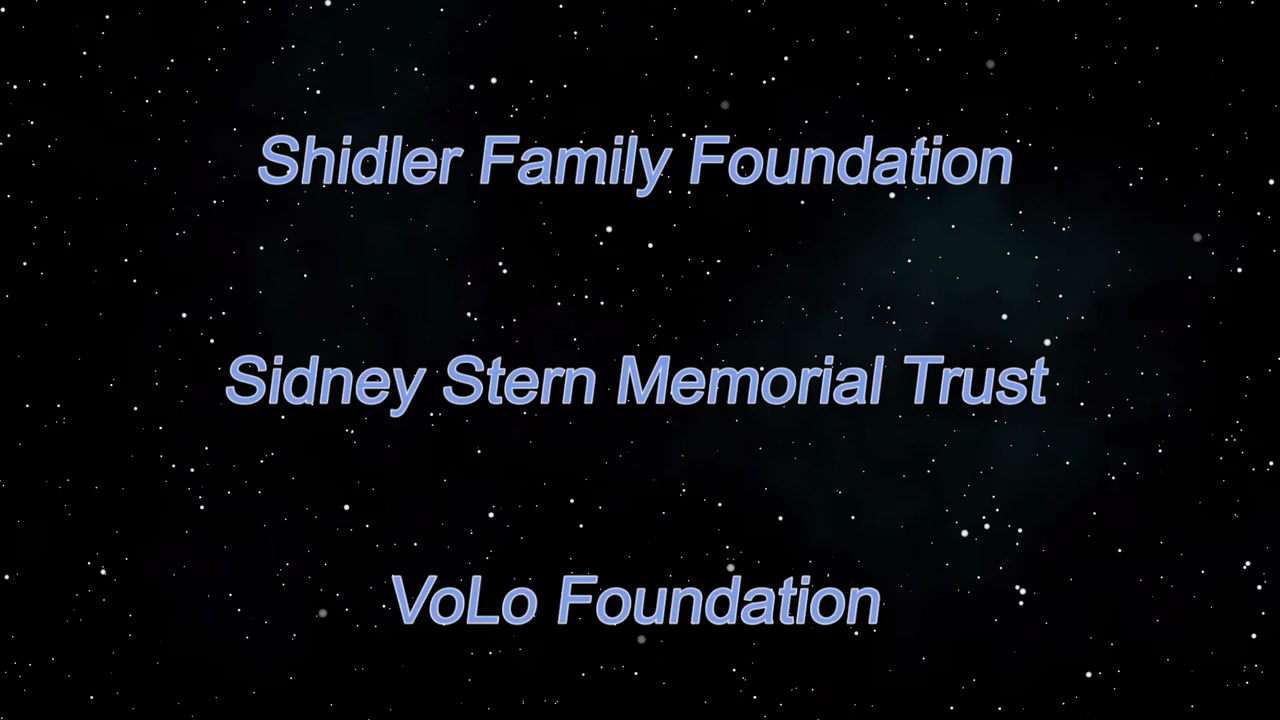 Shidler Family Foundation
Sidney Stern Memorial Trust
VoLo Foundation